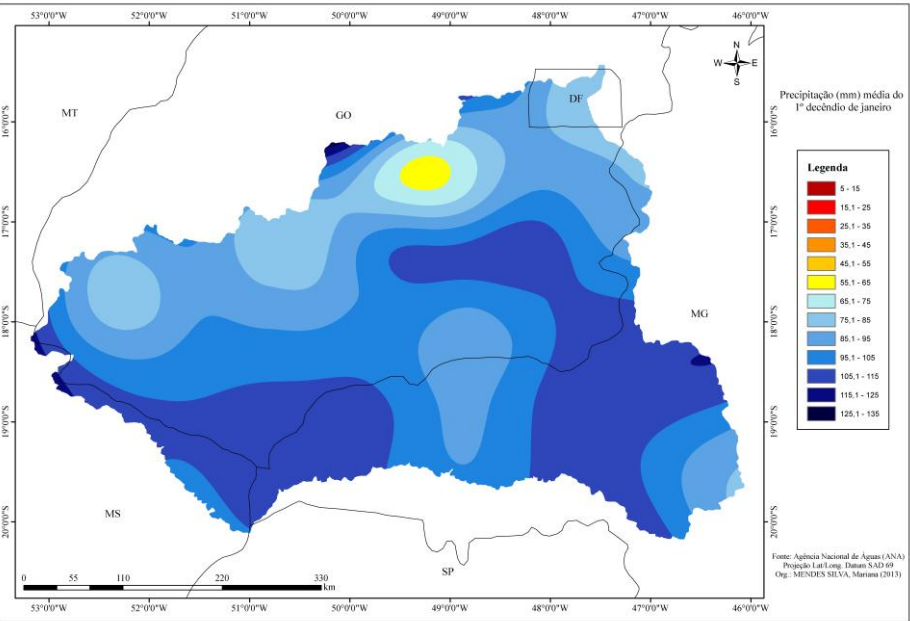 53°0'0"W 52°0'0"W 51°0'0"W 50°0'0"W 49°0'0"W 48°0'0"W 47°0'0"W 46°0'0"W
N
W E
S
MT
GO
DF
MG
MS
SP
16°0'0"S
17°0'0"S
18°0'0"S
19°0'0"S
20°0'0"S
16°0'0"S
17°0'0"S
18°0'0"S
19°0'0"S
20°0'0"S
0 55 110 220 330
km
53°0'0"W 52°0'0"W 51°0'0"W 50°0'0"W 49°0'0"W 48°0'0"W 47°0'0"W 46°0'0"W
Precipitação (mm) média do
1º decêndio de janeiro
Legenda
5 - 15
15,1 - 25
25,1 - 35
35,1 - 45
45,1 - 55
55,1 - 65
65,1 - 75
75,1 - 85
85,1 - 95
95,1 - 105
105,1 - 115
115,1 - 125
125,1 - 135
Fonte: Agência Nacional de Águas (ANA)
Projeção Lat/Long. Datum SAD 69
Org.: MENDES SILVA, Mariana (2013)